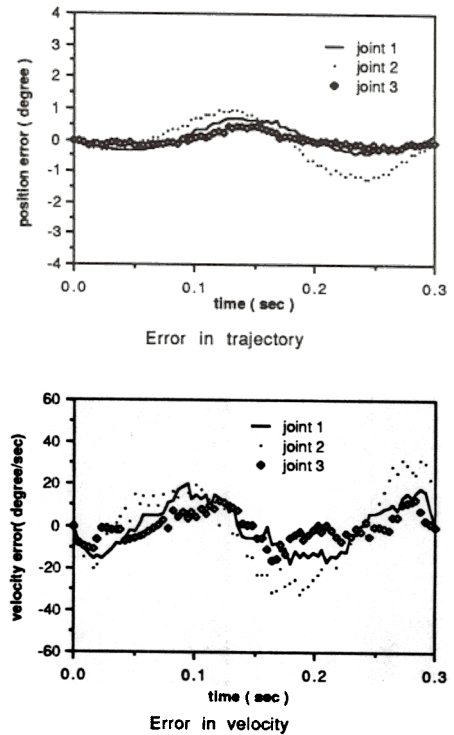 4
3
2
1
0
-1
-2
-3
-4
position error ( degree )
joint 1
joint 2
joint 3
0.0
0.1
0.2
0.3
time ( sec )
Error in trajectory
60
40
20
0
-20
-40
-60
velocity error( degree/sec)
joint 1
joint 2
joint 3
0.0
0.1
0.2
0.3
time ( sec )
Error in velocity